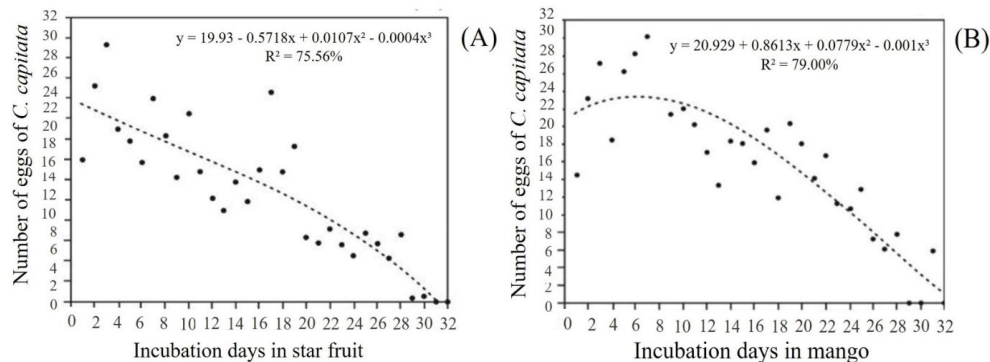 32
30
28
26
24
22
20
18
16
14
12
10
8
6
4
2
0
Number of eggs of C. capitata
y = 19.93 - 0.5718x + 0.0107x² - 0.0004x³
R² = 75.56%
(A)
0 2 4 6 8 10 12 14 16 18 20 22 24 26 28 30 32
Incubation days in star fruit
32
30
28
26
24
22
20
18
16
14
12
10
8
6
4
2
0
Number of eggs of C. capitata
y = 20.929 + 0.8613x + 0.0779x² - 0.001x³
R² = 79.00%
(B)
0 2 4 6 8 10 12 14 16 18 20 22 24 26 28 30 32
Incubation days in mango